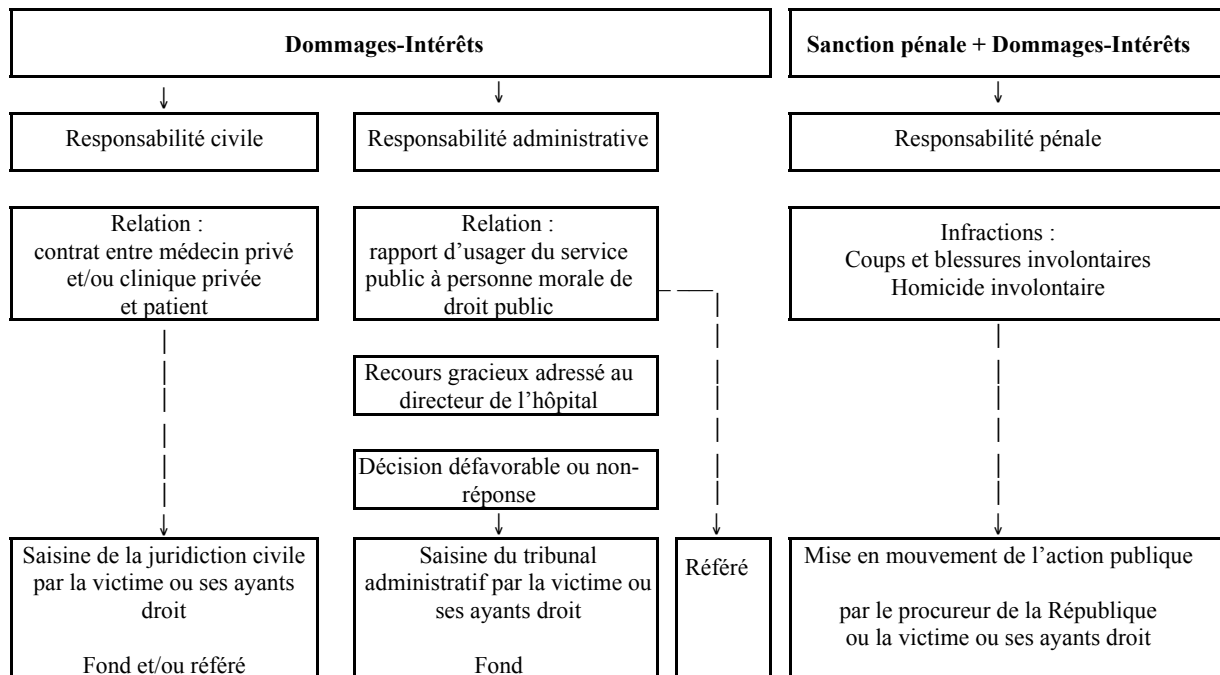 Dommages-Intérêts
Sanction pénale + Dommages-Intérêts
Responsabilité civile
Responsabilité administrative
Responsabilité pénale
Relation :
contrat entre médecin privé
et/ou clinique privée
et patient
Relation :
rapport d’usager du service
public à personne morale de
droit public
Infractions :
Coups et blessures involontaires
Homicide involontaire
Recours gracieux adressé au
directeur de l’hôpital
Décision défavorable ou non-
réponse
Saisine de la juridiction civile
par la victime ou ses ayants
droit
Fond et/ou référé
Saisine du tribunal
administratif par la victime ou
ses ayants droit
Fond
Référé
Mise en mouvement de l’action publique
par le procureur de la République
ou la victime ou ses ayants droit